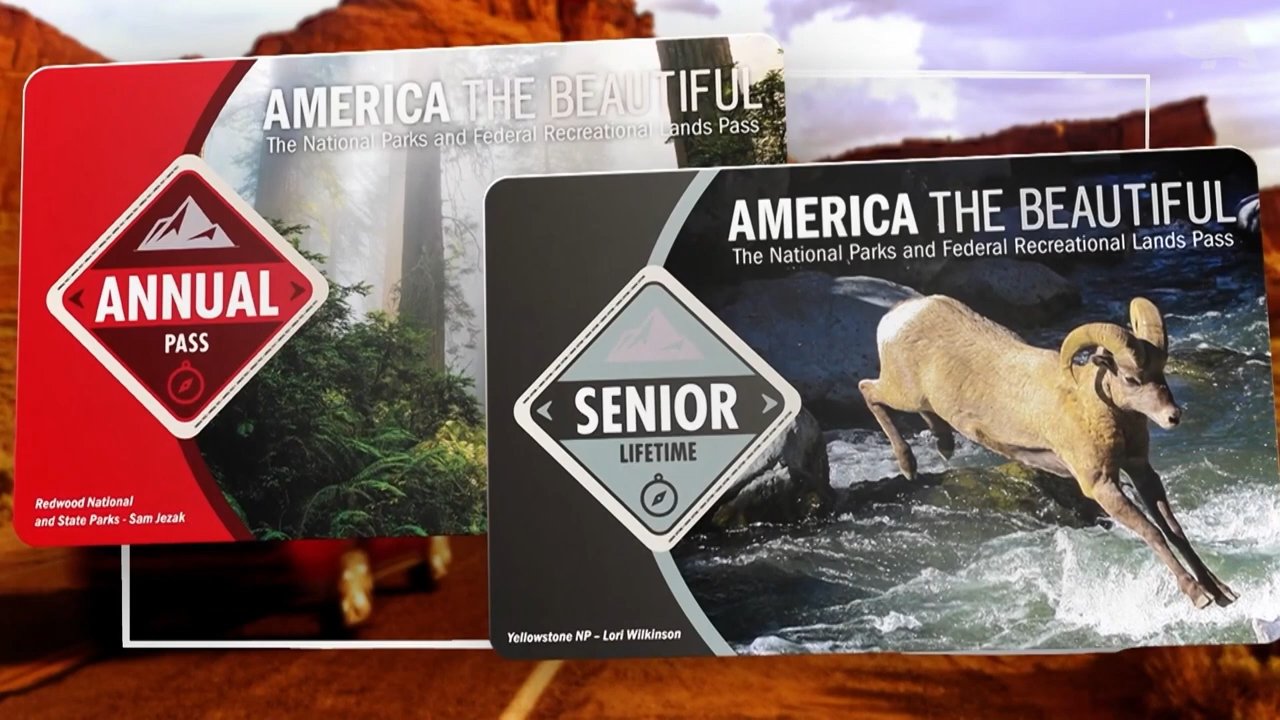 AMERICA THE BEAUTIFUL
The National Parks and Federal Recreational Lands Pass
ANNUAL
PASS
Redwood National
and State Parks - Sam Jezak
AMERICA THE BEAUTIFUL
The National Parks and Federal Recreational Lands Pass
SENIOR
LIFETIME
Yellowstone NP – Lori Wilkinson